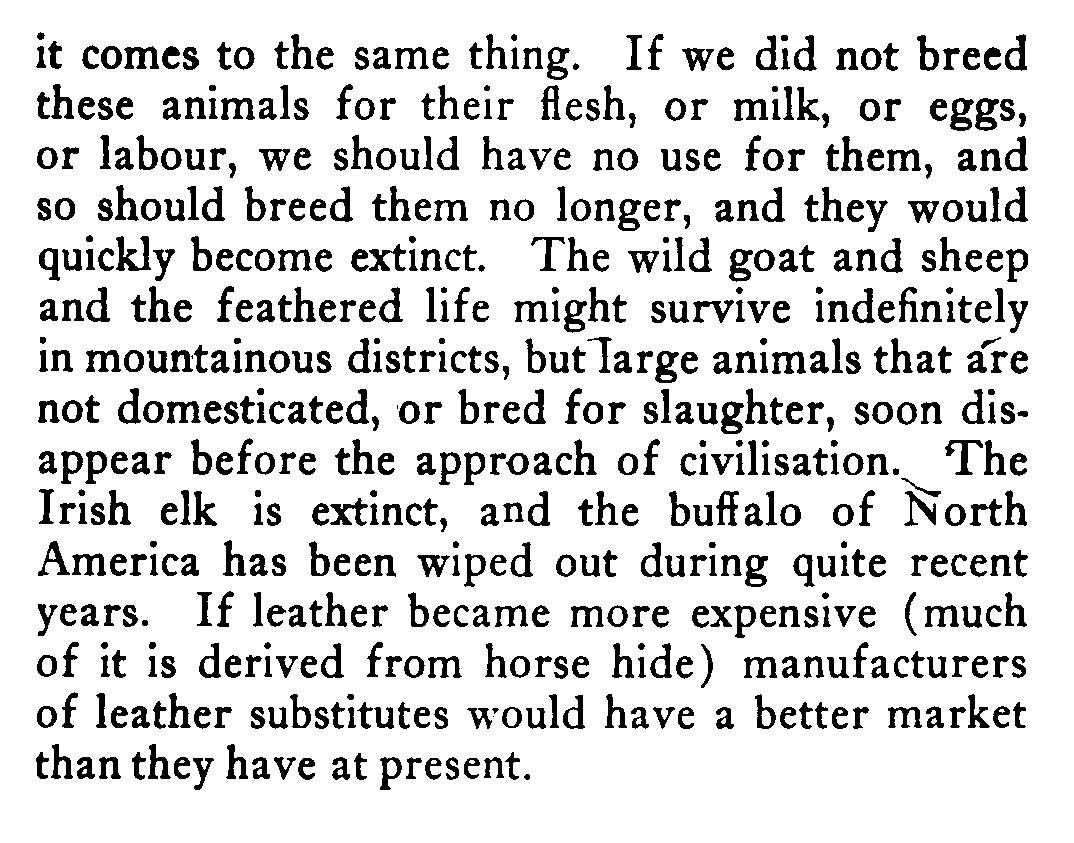 it comes to the same thing. If we did not breed
these animals for their flesh, or milk, or eggs,
or labour, we should have no use for them, and
so should breed them no longer, and they would
quickly become extinct. The wild goat and sheep
and the feathered life might survive indefinitely
in mountainous districts, but large animals that are
not domesticated, or bred for slaughter, soon dis-
appear before the approach of civilisation. The
Irish elk is extinct, and the buffalo of North
America has been wiped out during quite recent
years. If leather became more expensive (much
of it is derived from horse hide) manufacturers
of leather substitutes would have a better market
than they have at present.